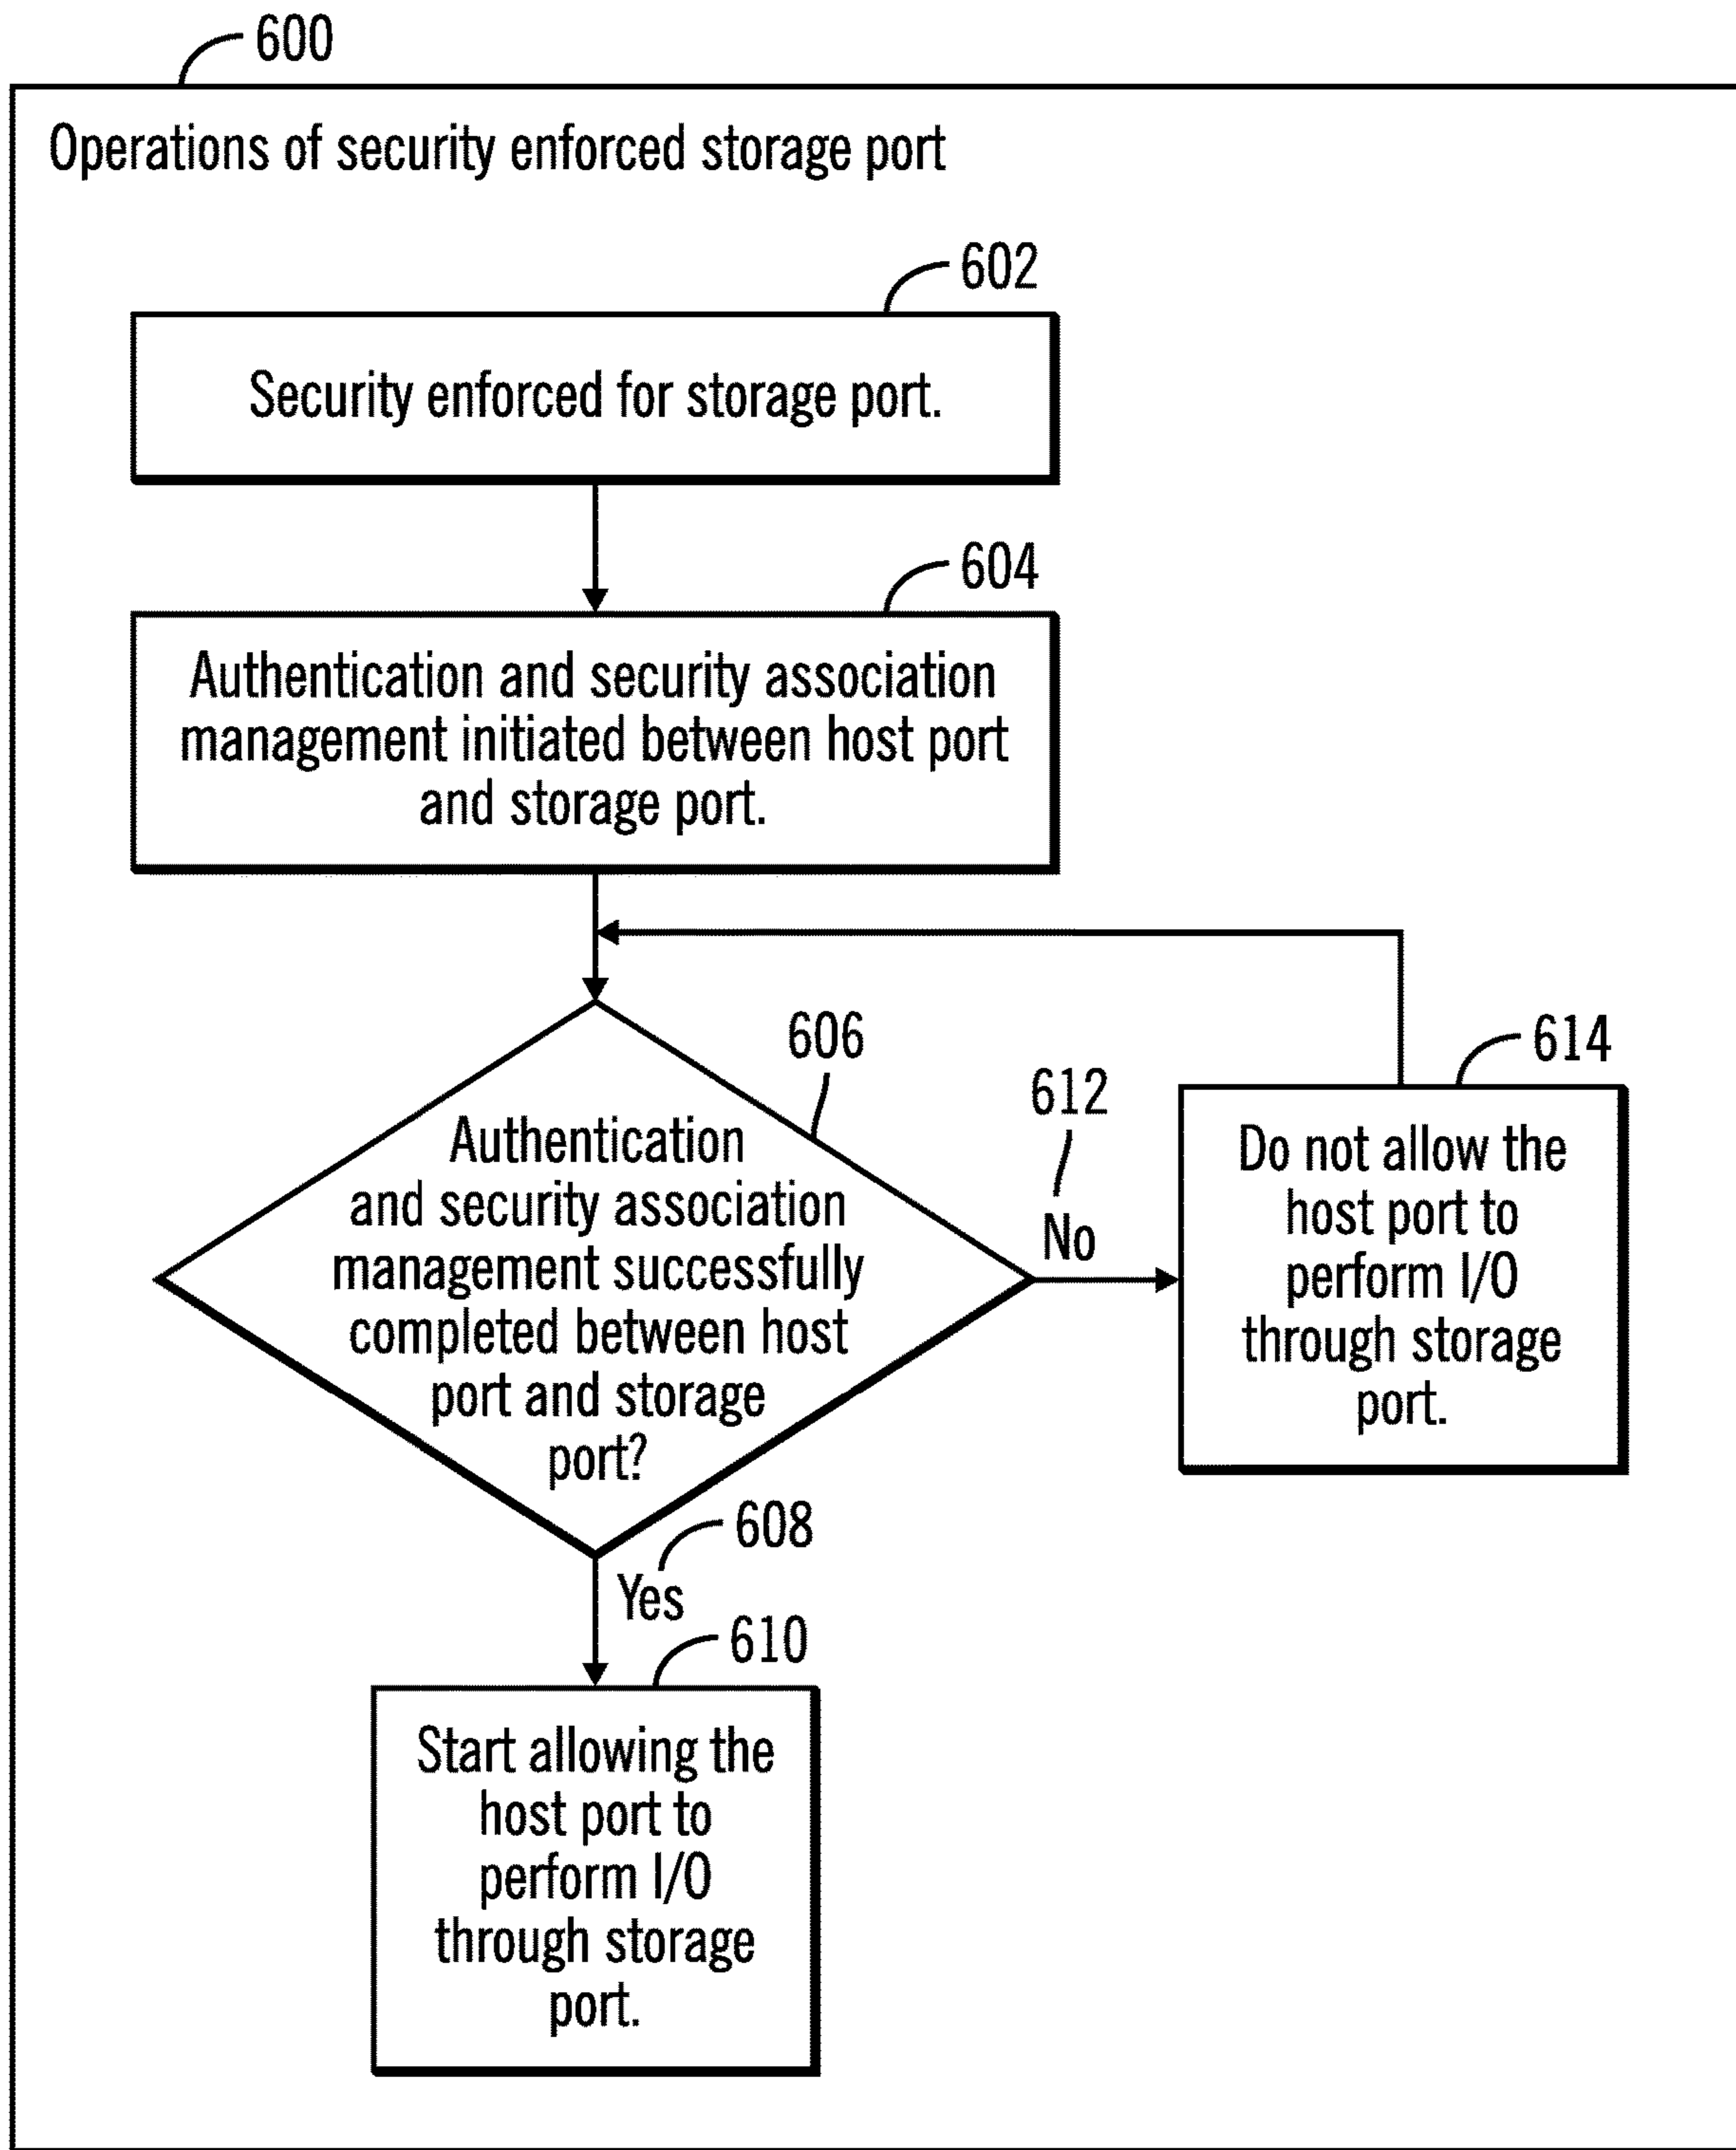 600
Operations of security enforced storage port
602
Security enforced for storage port.
604
Authentication and security association
management initiated between host port
and storage port.
606
Authentication
and security association
management successfully
completed between host
port and storage
port?
612
No
614
Do not allow the
host port to
perform I/O
through storage
port.
608
Yes
610
Start allowing the
host port to
perform I/O
through storage
port.